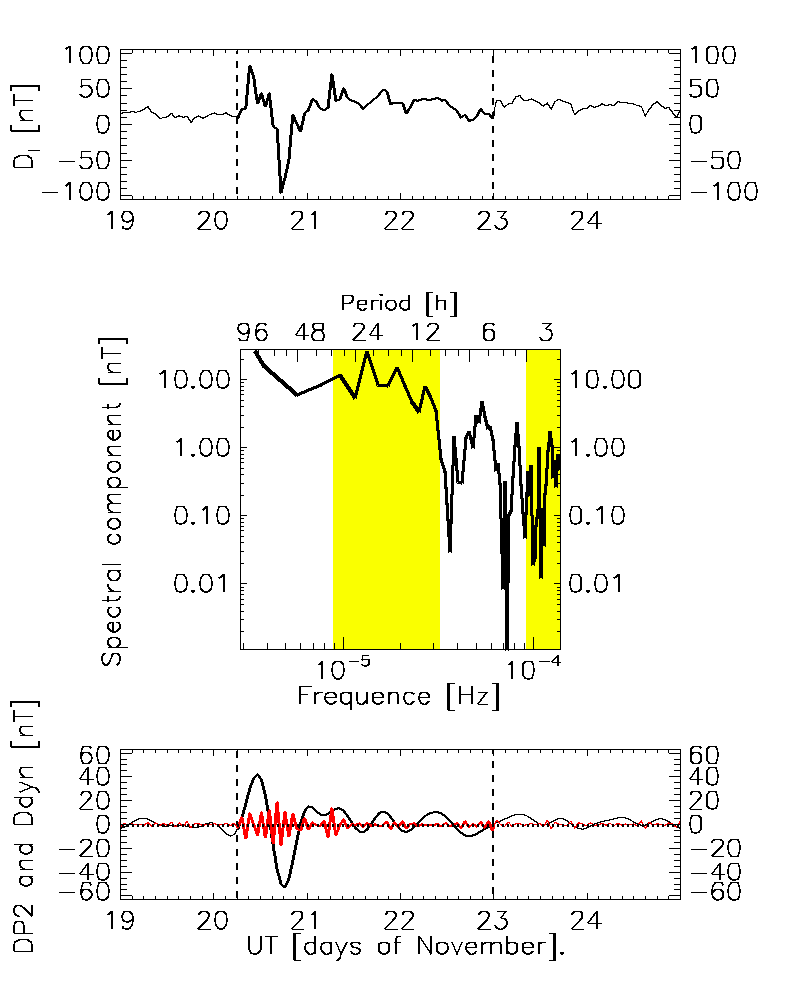 D_I [nT]
100 100
50 50
0 0
−50 −50
−100 −100
19 20 21 22 23 24
Period [h]
96 48 24 12 6 3
Spectral component [nT]
10.00 10.00
1.00 1.00
0.10 0.10
0.01 0.01
10⁻⁵ 10⁻⁴
Frequence [Hz]
DP2 and Ddyn [nT]
60 60
40 40
20 20
0 0
−20 −20
−40 −40
−60 −60
19 20 21 22 23 24
UT [days of November].